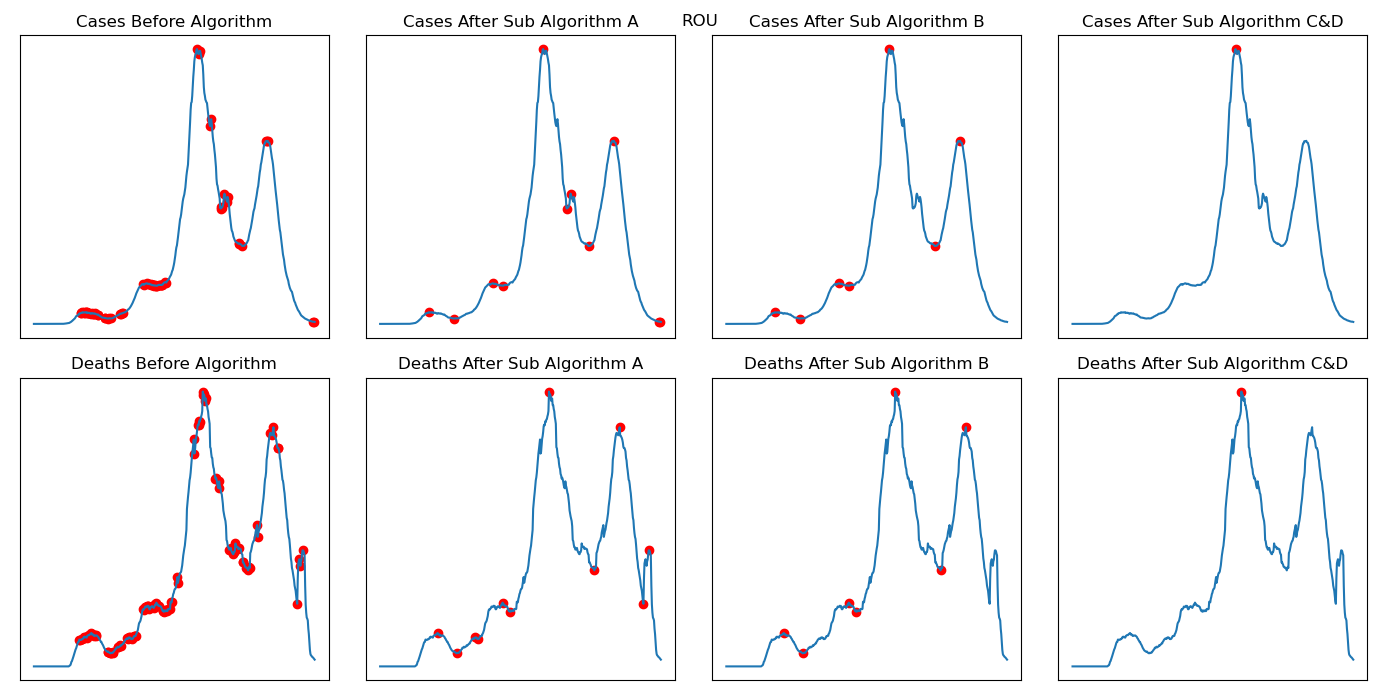 ROU
Cases Before Algorithm
Cases After Sub Algorithm A
Cases After Sub Algorithm B
Cases After Sub Algorithm C&D
Deaths Before Algorithm
Deaths After Sub Algorithm A
Deaths After Sub Algorithm B
Deaths After Sub Algorithm C&D